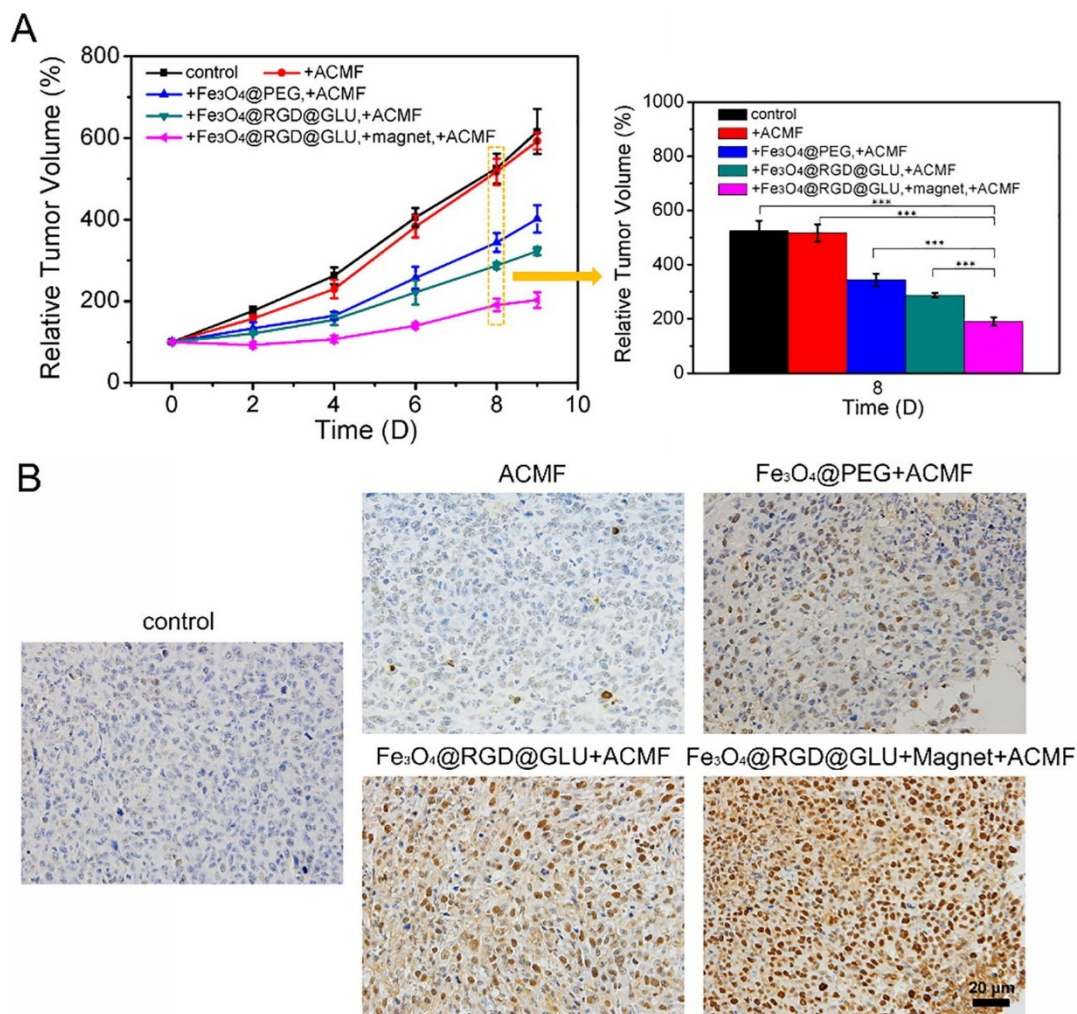 A
Relative Tumor Volume (%)
800
600
400
200
0
control
+ACMF
+Fe₃O₄@PEG,+ACMF
+Fe₃O₄@RGD@GLU,+ACMF
+Fe₃O₄@RGD@GLU,+magnet,+ACMF
0 2 4 6 8 10
Time (D)
Relative Tumor Volume (%)
1000
800
600
400
200
0
control
+ACMF
+Fe₃O₄@PEG,+ACMF
+Fe₃O₄@RGD@GLU,+ACMF
+Fe₃O₄@RGD@GLU,+magnet,+ACMF
***
***
***
***
8
Time (D)
B
control
ACMF
Fe₃O₄@PEG+ACMF
Fe₃O₄@RGD@GLU+ACMF
Fe₃O₄@RGD@GLU+Magnet+ACMF
20 μm